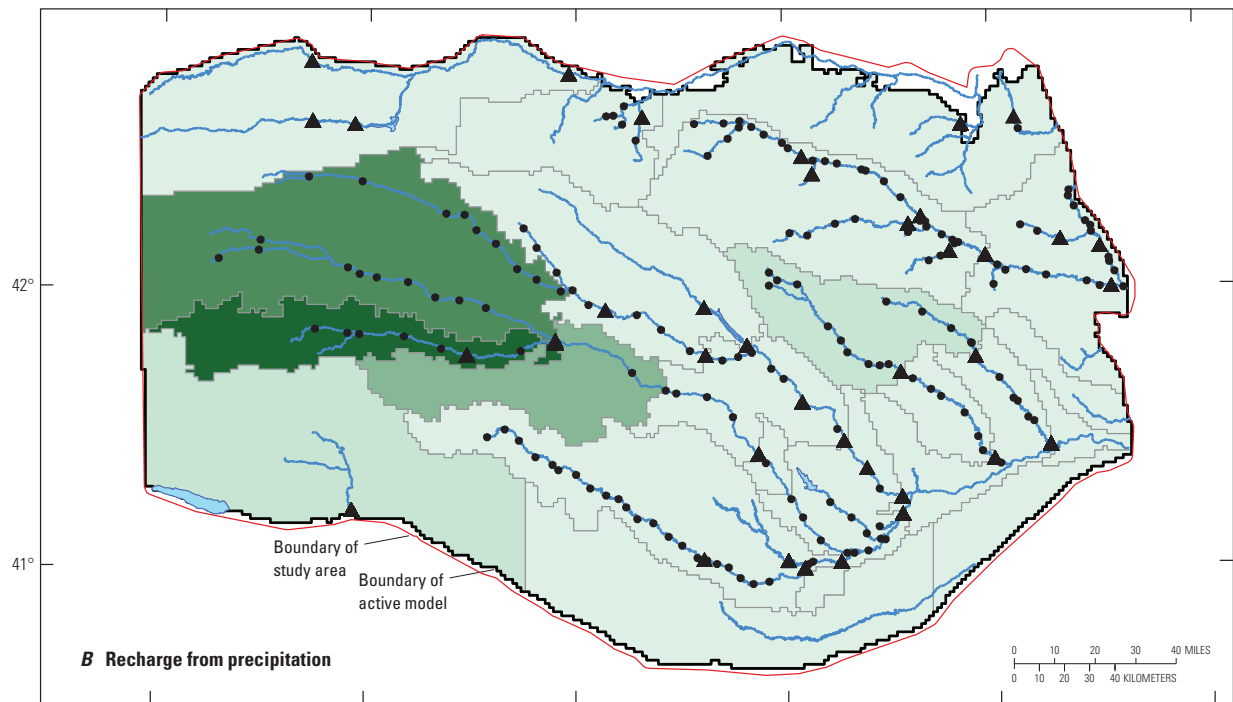 42°
41°
Boundary of
study area
Boundary of
active model
B Recharge from precipitation
0 10 20 30 40 MILES
0 10 20 30 40 KILOMETERS